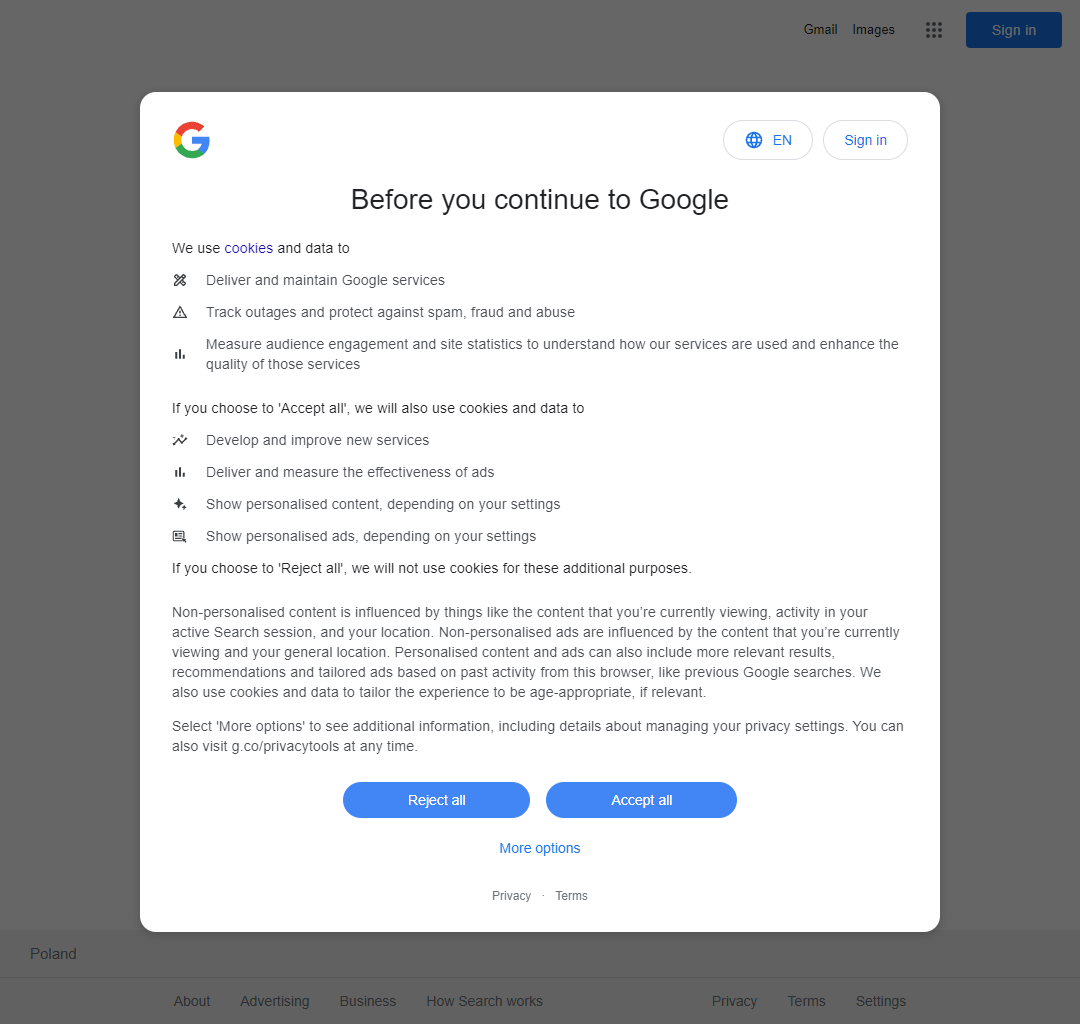 Gmail Images Sign in
EN Sign in
Before you continue to Google
We use cookies and data to
Deliver and maintain Google services
Track outages and protect against spam, fraud and abuse
Measure audience engagement and site statistics to understand how our services are used and enhance the
quality of those services
If you choose to 'Accept all', we will also use cookies and data to
Develop and improve new services
Deliver and measure the effectiveness of ads
Show personalised content, depending on your settings
Show personalised ads, depending on your settings
If you choose to 'Reject all', we will not use cookies for these additional purposes.
Non-personalised content is influenced by things like the content that you’re currently viewing, activity in your
active Search session, and your location. Non-personalised ads are influenced by the content that you’re currently
viewing and your general location. Personalised content and ads can also include more relevant results,
recommendations and tailored ads based on past activity from this browser, like previous Google searches. We
also use cookies and data to tailor the experience to be age-appropriate, if relevant.
Select 'More options' to see additional information, including details about managing your privacy settings. You can
also visit g.co/privacytools at any time.
Reject all Accept all
More options
Privacy · Terms
Poland
About Advertising Business How Search works Privacy Terms Settings